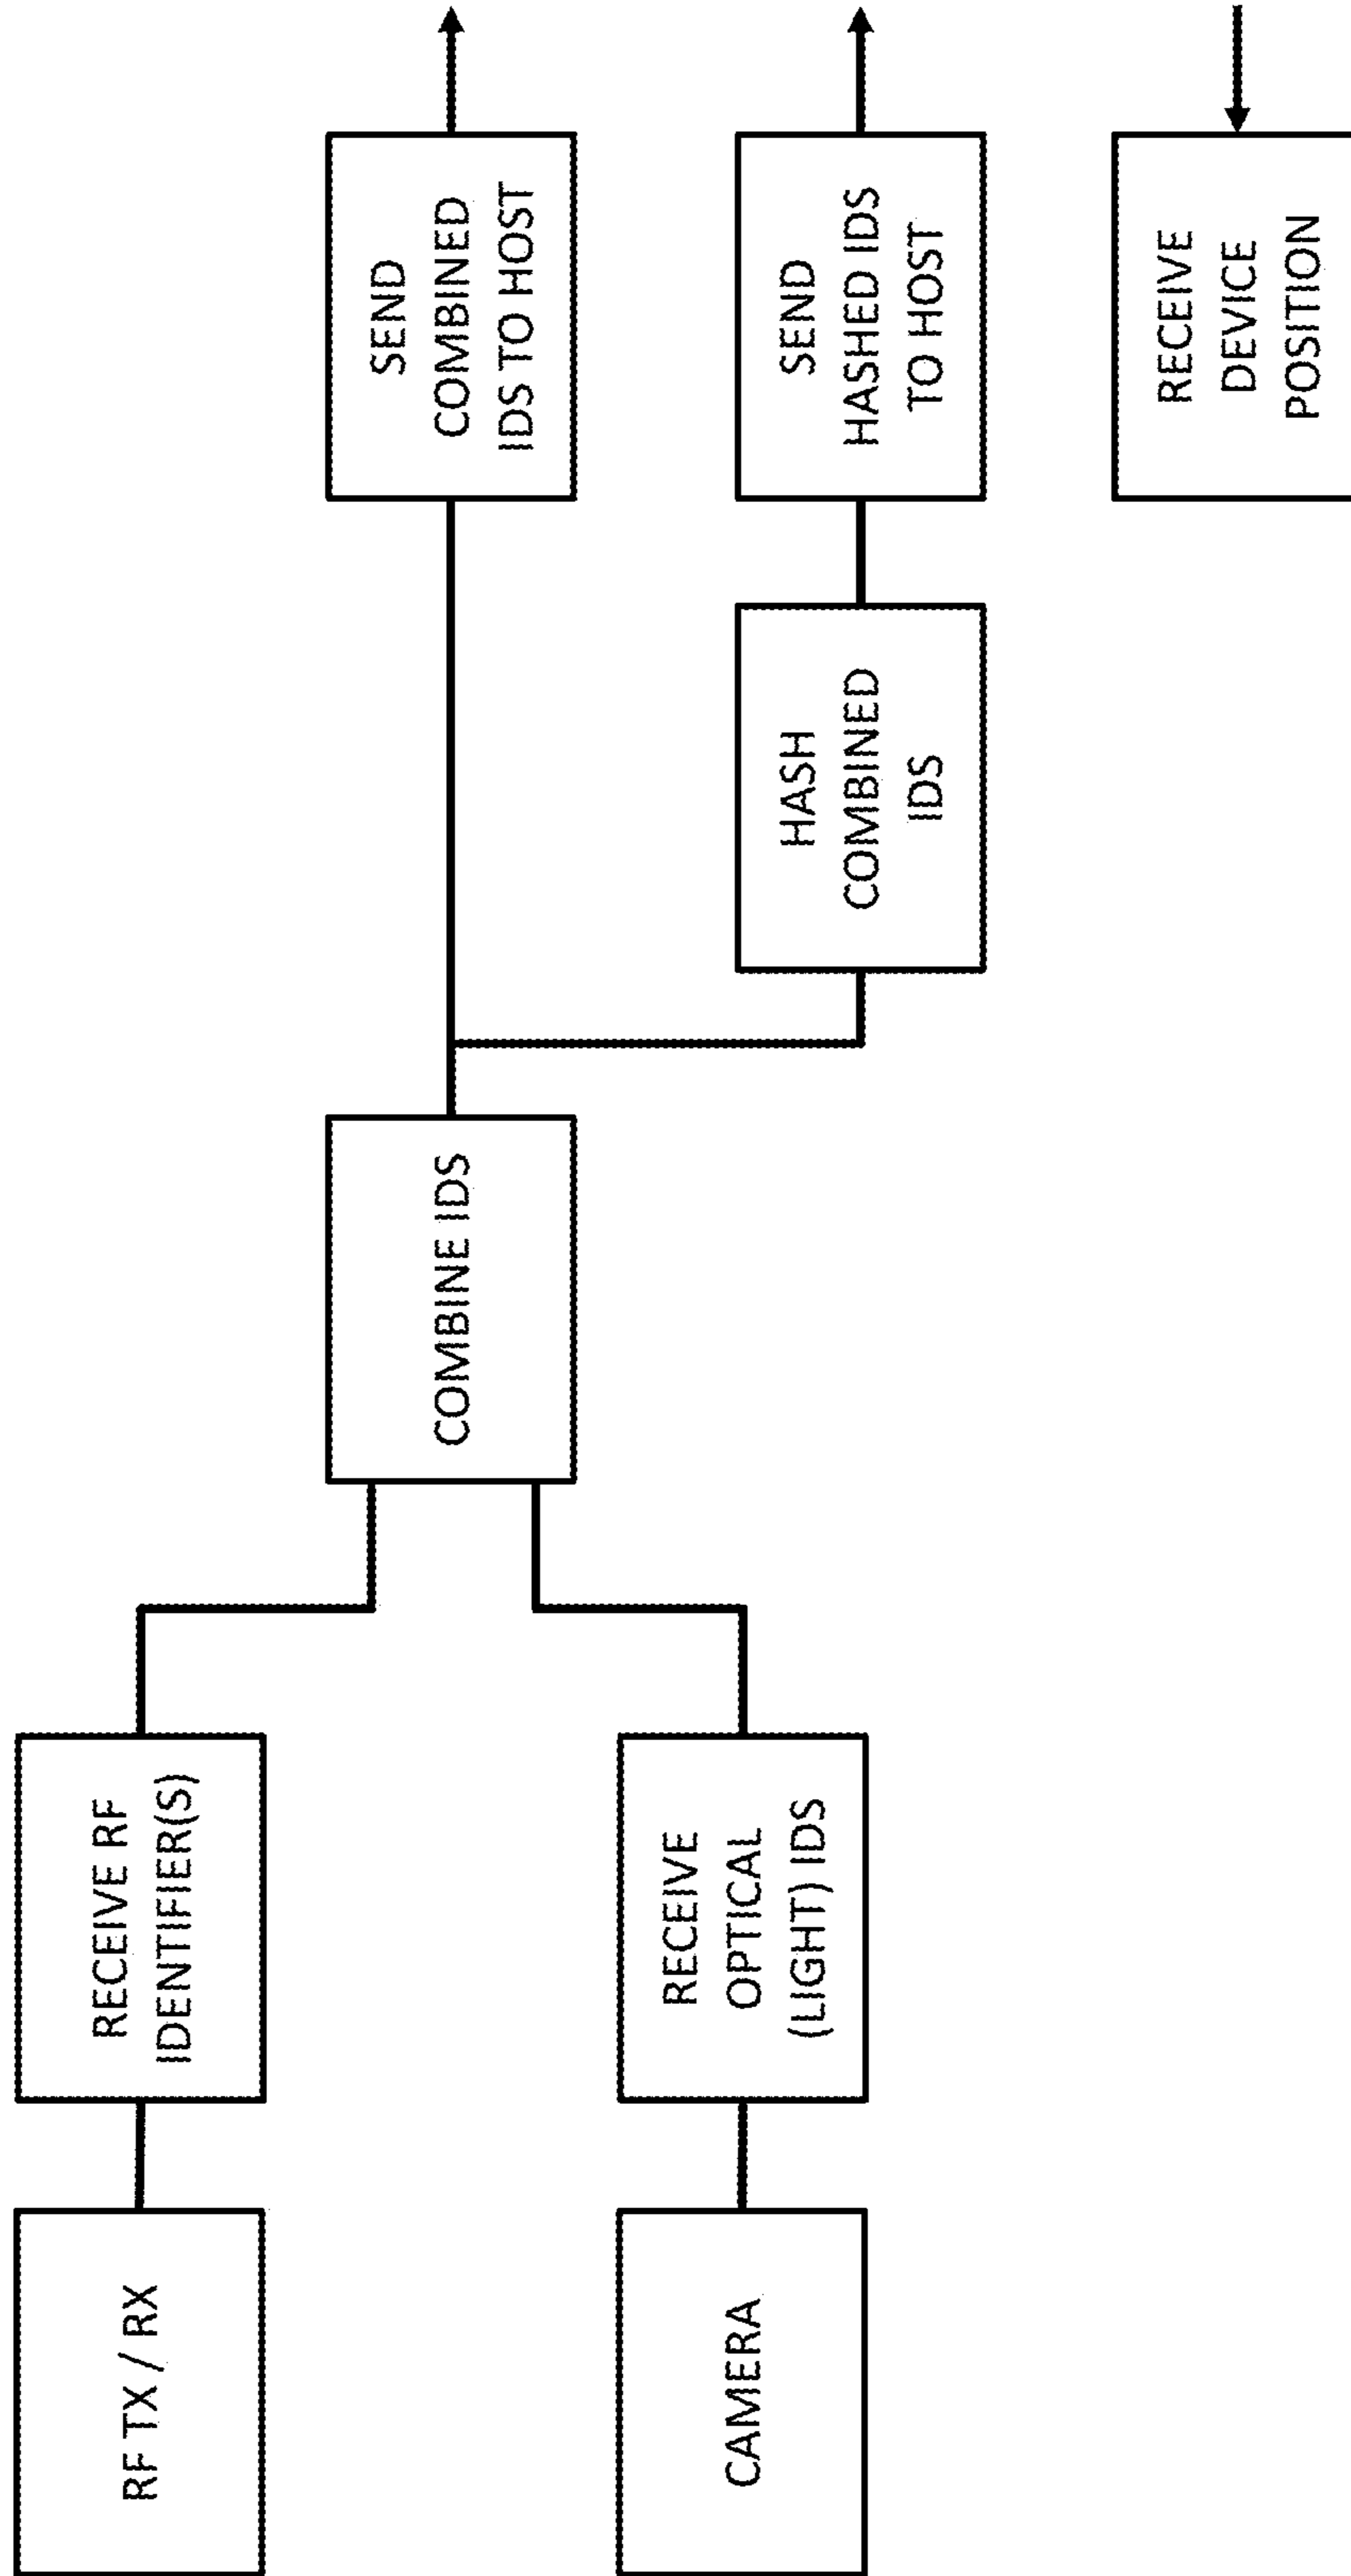 RF TX / RX
RECEIVE RF
IDENTIFIER(S)
CAMERA
RECEIVE
OPTICAL
(LIGHT) IDS
COMBINE IDS
SEND
COMBINED
IDS TO HOST
HASH
COMBINED
IDS
SEND
HASHED IDS
TO HOST
RECEIVE
DEVICE
POSITION